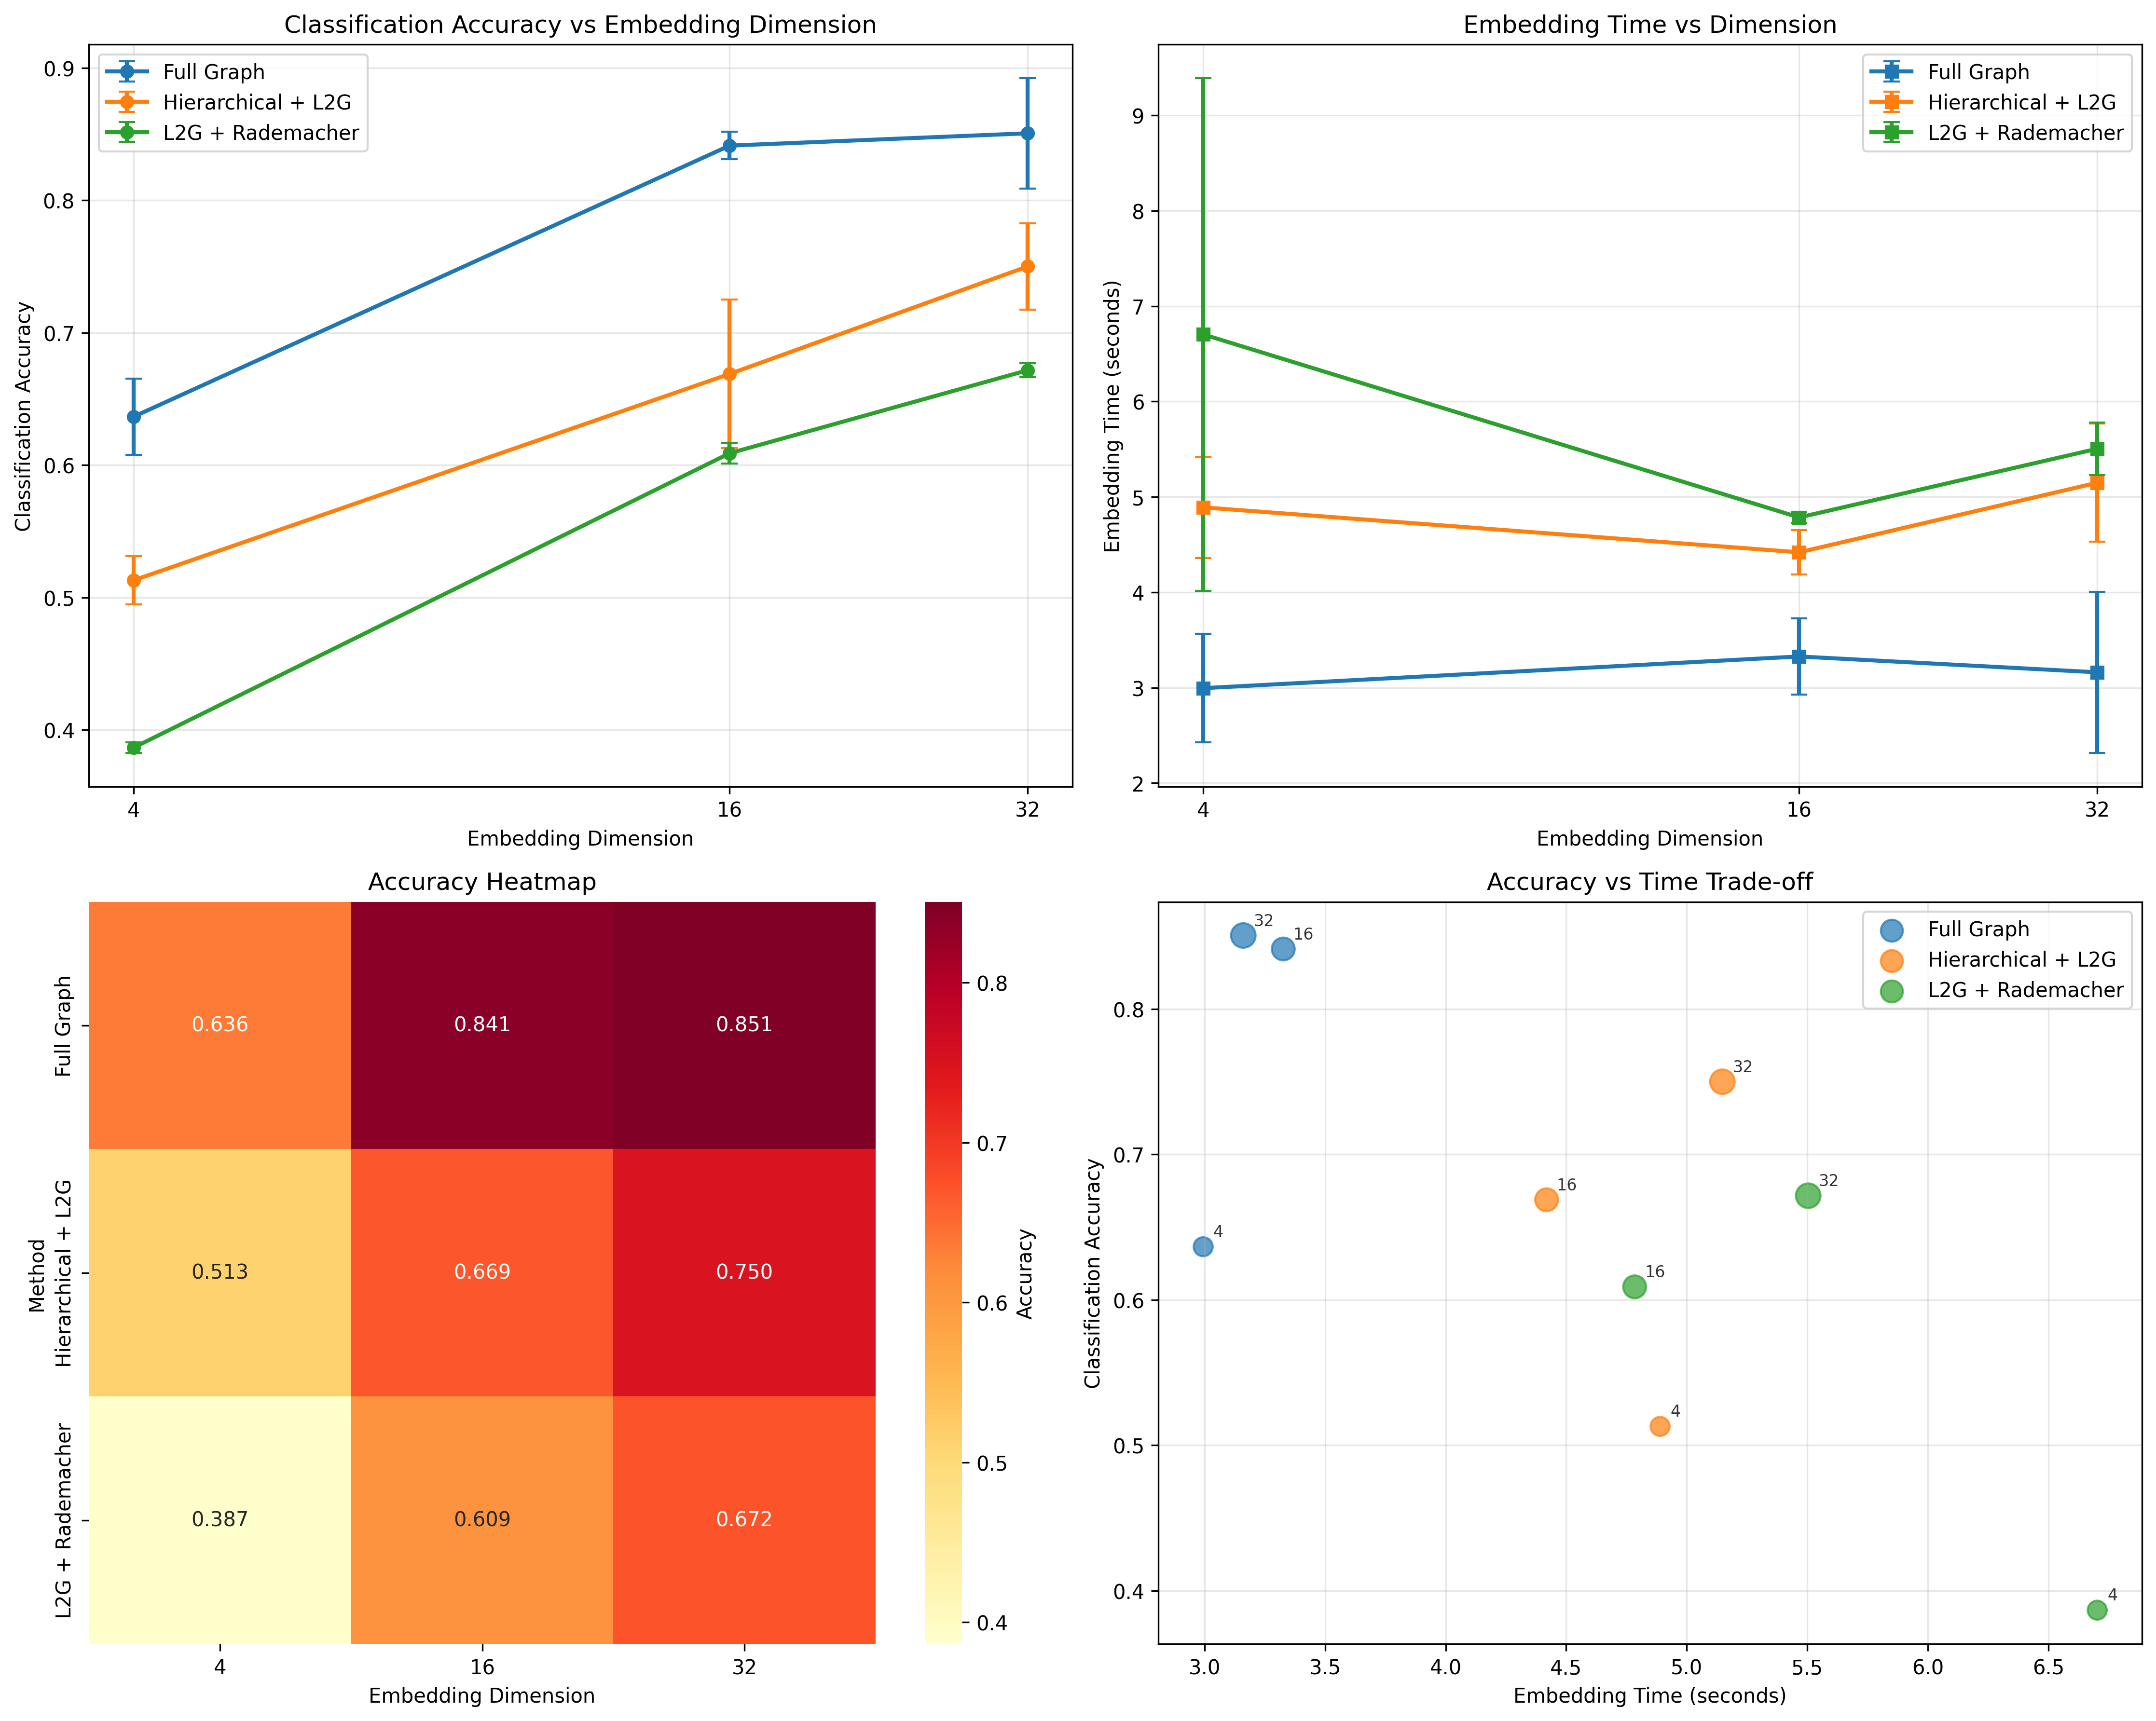 Classification Accuracy vs Embedding Dimension
0.9
0.8
0.7
0.6
0.5
0.4
Classification Accuracy
Full Graph
Hierarchical + L2G
L2G + Rademacher
4
16
32
Embedding Dimension
Embedding Time vs Dimension
9
8
7
6
5
4
3
2
Embedding Time (seconds)
Full Graph
Hierarchical + L2G
L2G + Rademacher
4
16
32
Embedding Dimension
Accuracy Heatmap
Method
Full Graph
Hierarchical + L2G
L2G + Rademacher
0.636 0.841 0.851
0.513 0.669 0.750
0.387 0.609 0.672
4
16
32
Embedding Dimension
0.8
0.7
0.6
0.5
0.4
Accuracy
Accuracy vs Time Trade-off
0.8
0.7
0.6
0.5
0.4
Classification Accuracy
Full Graph
Hierarchical + L2G
L2G + Rademacher
32
16
32
16
32
4
16
4
4
3.0
3.5
4.0
4.5
5.0
5.5
6.0
6.5
Embedding Time (seconds)